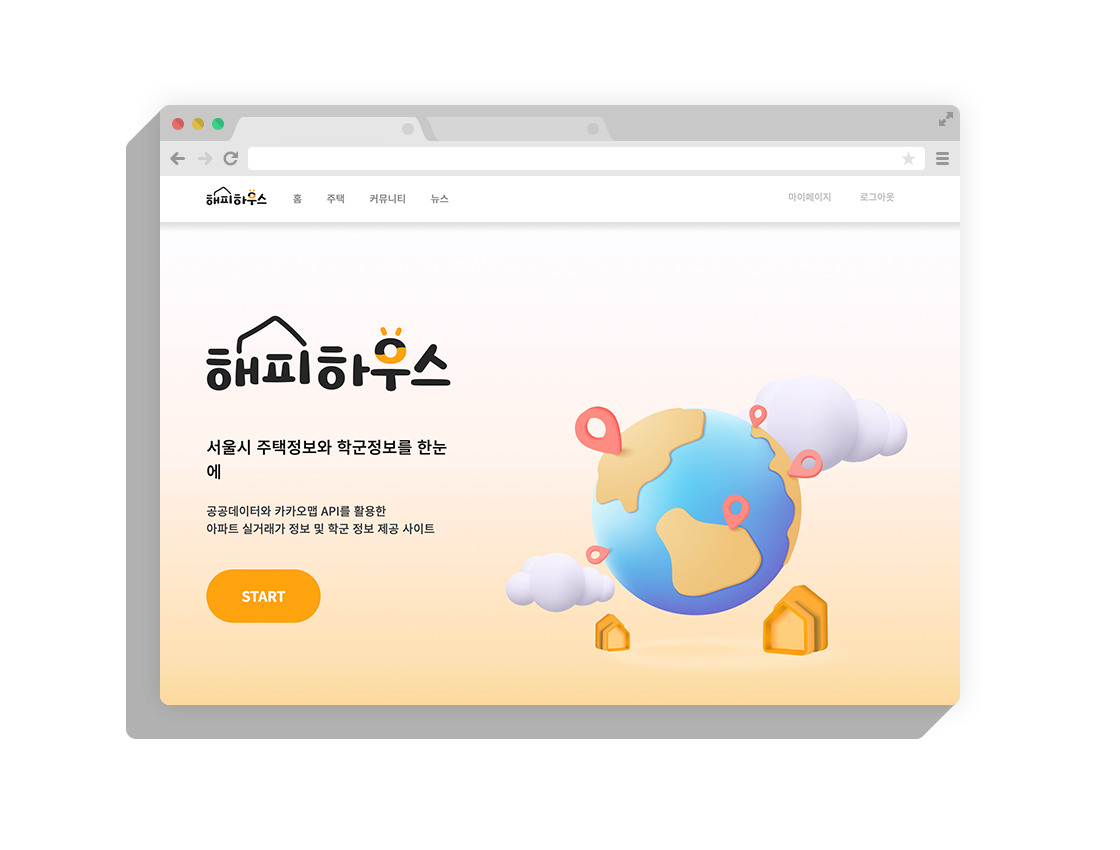 해피하우스 홈 주택 커뮤니티 뉴스 마이페이지 로그아웃
해피하우스
서울시 주택정보와 학군정보를 한눈
에
공공데이터와 카카오맵 API를 활용한
아파트 실거래가 정보 및 학군 정보 제공 사이트
START